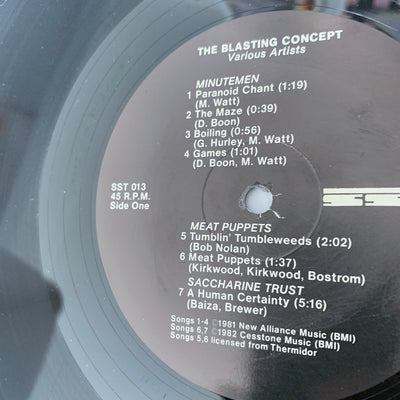 THE BLASTING CONCEPT
Various Artists
MINUTEMEN
1 Paranoid Chant (1:19)
(M. Watt)
2 The Maze (0:39)
(D. Boon)
3 Boiling (0:56)
(G. Hurley, M. Watt)
4 Games (1:01)
(D. Boon, M. Watt)
SST 013
45 R.P.M.
Side One
MEAT PUPPETS
5 Tumblin' Tumbleweeds (2:02)
(Bob Nolan)
6 Meat Puppets (1:37)
(Kirkwood, Kirkwood, Bostrom)
SACCHARINE TRUST
7 A Human Certainty (5:16)
(Baiza, Brewer)
Songs 1-4 ©1981 New Alliance Music (BMI)
Songs 6,7 ©1982 Cesstone Music (BMI)
Songs 5,6 licensed from Thermidor